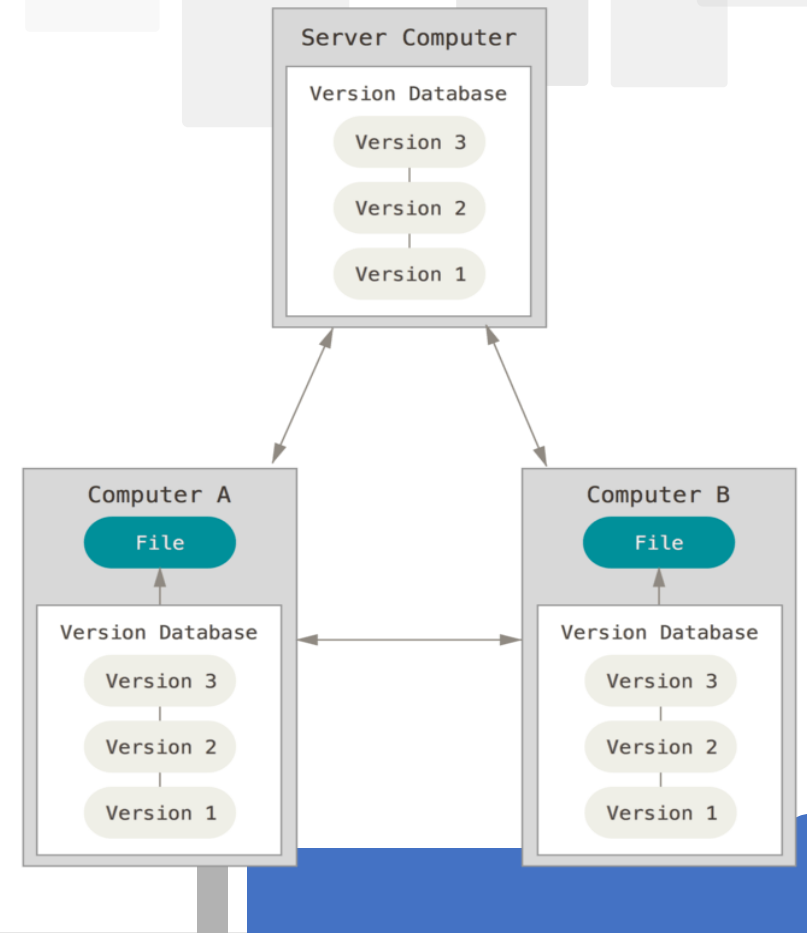 Server Computer
Version Database
Version 3
Version 2
Version 1
Computer A
File
Version Database
Version 3
Version 2
Version 1
Computer B
File
Version Database
Version 3
Version 2
Version 1